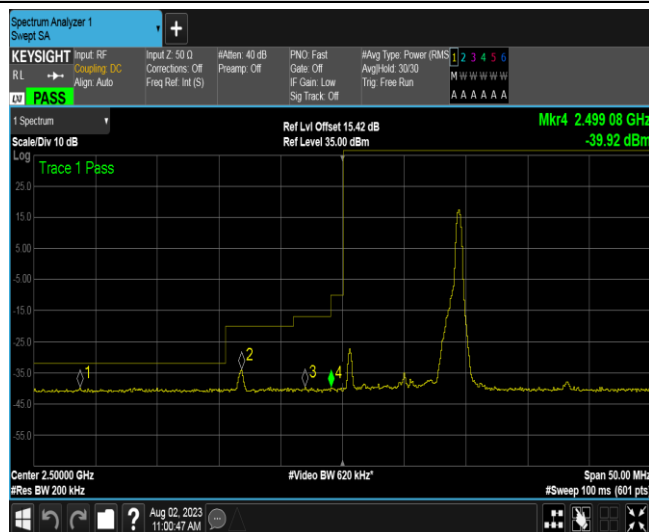 Spectrum Analyzer 1
Swept SA
+
KEYSIGHT
RL
LXI PASS
Input: RF
Coupling: DC
Align: Auto
Input Z: 50 Ω
Corrections: Off
Freq Ref: Int (S)
#Atten: 40 dB
Preamp: Off
PNO: Fast
Gate: Off
IF Gain: Low
Sig Track: Off
#Avg Type: Power (RMS
Avg|Hold: 30/30
Trig: Free Run
1 2 3 4 5 6
M W W W W W
A A A A A A
1 Spectrum
Scale/Div 10 dB
Log
Ref Lvl Offset 15.42 dB
Ref Level 35.00 dBm
Mkr4 2.499 08 GHz
-39.92 dBm
Trace 1 Pass
25.0
15.0
5.00
-5.00
-15.0
-25.0
-35.0
-45.0
-55.0
1
2
3
4
Center 2.50000 GHz
#Res BW 200 kHz
#Video BW 620 kHz*
Span 50.00 MHz
#Sweep 100 ms (601 pts)
?
Aug 02, 2023
11:00:47 AM